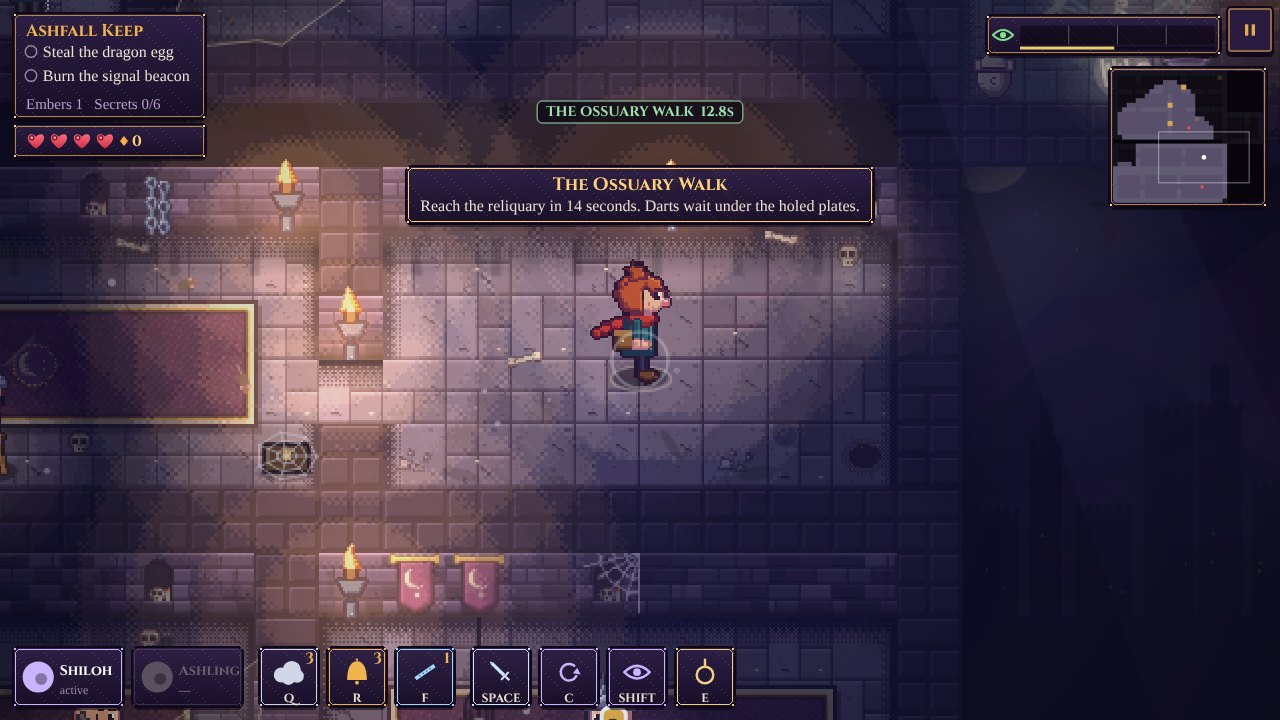 ASHFALL KEEP
Steal the dragon egg
Burn the signal beacon
Embers 1 Secrets 0/6
0
THE OSSUARY WALK 12.8s
THE OSSUARY WALK
Reach the reliquary in 14 seconds. Darts wait under the holed plates.
SHILOH
active
ASHLING
—
3
Q
3
R
1
F
SPACE
C
SHIFT
E